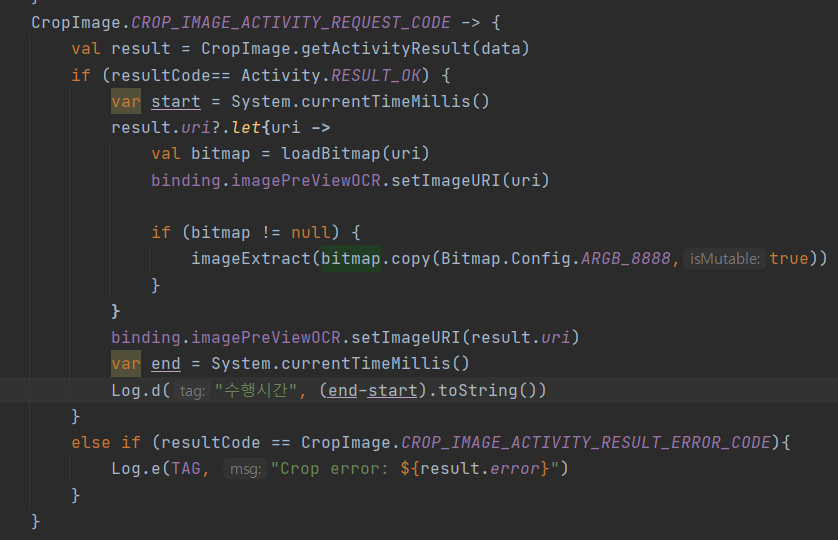 }
CropImage.CROP_IMAGE_ACTIVITY_REQUEST_CODE -> {
    val result = CropImage.getActivityResult(data)
    if (resultCode== Activity.RESULT_OK) {
        var start = System.currentTimeMillis()
        result.uri?.let{uri ->
            val bitmap = loadBitmap(uri)
            binding.imagePreViewOCR.setImageURI(uri)
            if (bitmap != null) {
                imageExtract(bitmap.copy(Bitmap.Config.ARGB_8888, isMutable: true))
            }
        }
        binding.imagePreViewOCR.setImageURI(result.uri)
        var end = System.currentTimeMillis()
        Log.d( tag: "수행시간", (end-start).toString())
    }
    else if (resultCode == CropImage.CROP_IMAGE_ACTIVITY_RESULT_ERROR_CODE){
        Log.e(TAG, msg: "Crop error: ${result.error}")
    }
}